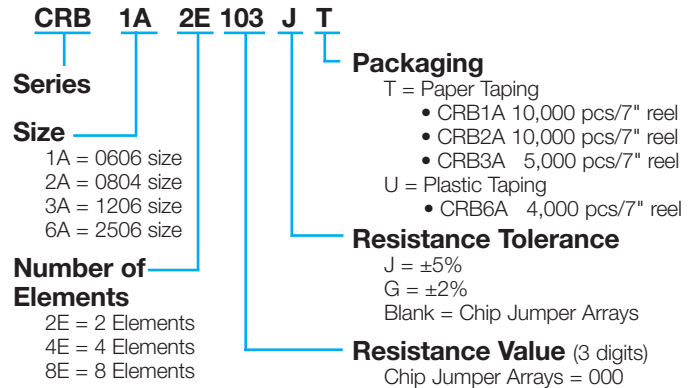 CRB 1A 2E 103 J T
Series
Size
1A = 0606 size
2A = 0804 size
3A = 1206 size
6A = 2506 size
Number of
Elements
2E = 2 Elements
4E = 4 Elements
8E = 8 Elements
Packaging
T = Paper Taping
• CRB1A 10,000 pcs/7" reel
• CRB2A 10,000 pcs/7" reel
• CRB3A 5,000 pcs/7" reel
U = Plastic Taping
• CRB6A 4,000 pcs/7" reel
Resistance Tolerance
J = ±5%
G = ±2%
Blank = Chip Jumper Arrays
Resistance Value (3 digits)
Chip Jumper Arrays = 000